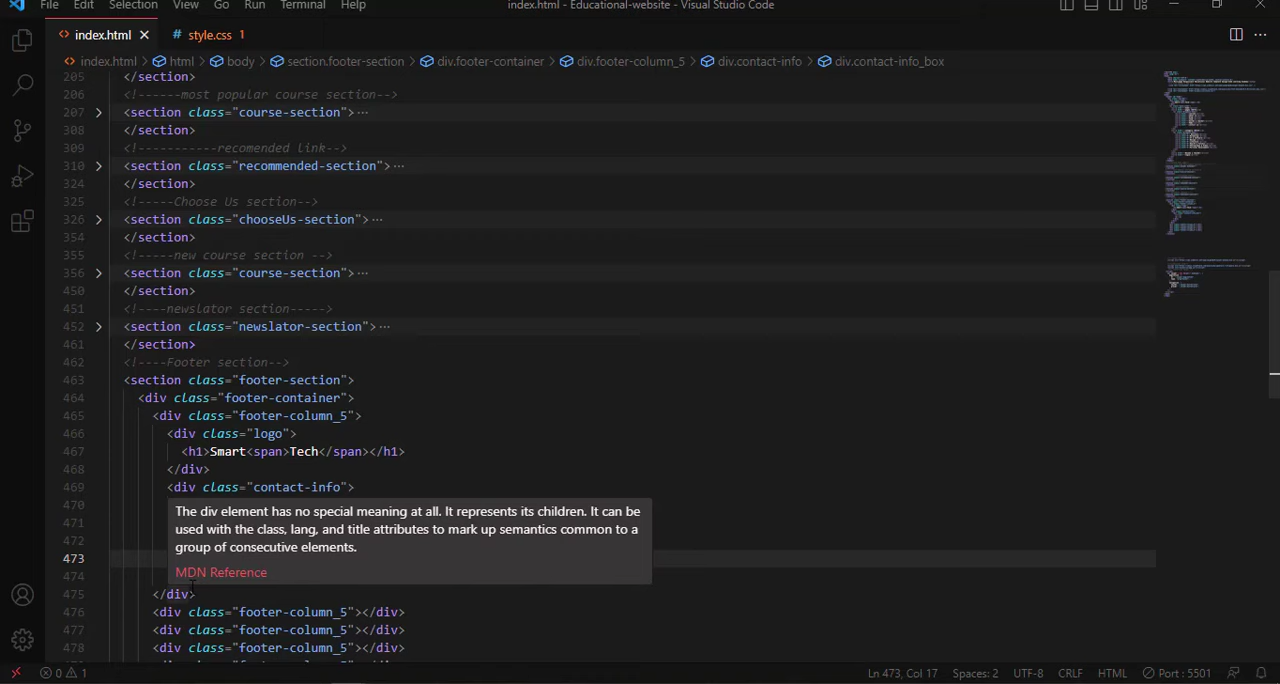 File Edit Selection View Go Run Terminal Help index.html - Educational-website - Visual Studio Code
index.html style.css 1
index.html html body section.footer-section div.footer-container div.footer-column_5 div.contact-info div.contact-info_box
205 </section>
206 <!------most popular course section-->
207 <section class="course-section">
308 </section>
309 <!-----------recomended link-->
310 <section class="recommended-section">
324 </section>
325 <!-----Choose Us section-->
326 <section class="chooseUs-section">
354 </section>
355 <!-----new course section -->
356 <section class="course-section">
450 </section>
451 <!----newslator section----->
452 <section class="newslator-section">
461 </section>
462 <!----Footer section-->
463 <section class="footer-section">
464 <div class="footer-container">
465 <div class="footer-column_5">
466 <div class="logo">
467 <h1>Smart<span>Tech</span></h1>
468 </div>
469 <div class="contact-info">
470
471
472
473
474
The div element has no special meaning at all. It represents its children. It can be
used with the class, lang, and title attributes to mark up semantics common to a
group of consecutive elements.
MDN Reference
475 </div>
476 <div class="footer-column_5"></div>
477 <div class="footer-column_5"></div>
478 <div class="footer-column_5"></div>
0 1 Ln 473, Col 17 Spaces: 2 UTF-8 CRLF HTML Port : 5501